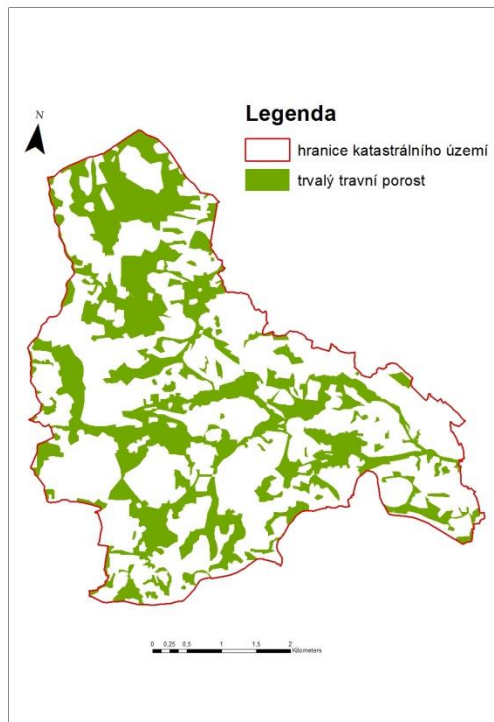 N
Legenda
hranice katastrálního území
trvalý travní porost
0 0,25 0,5 1 1,5 2
Kilometers